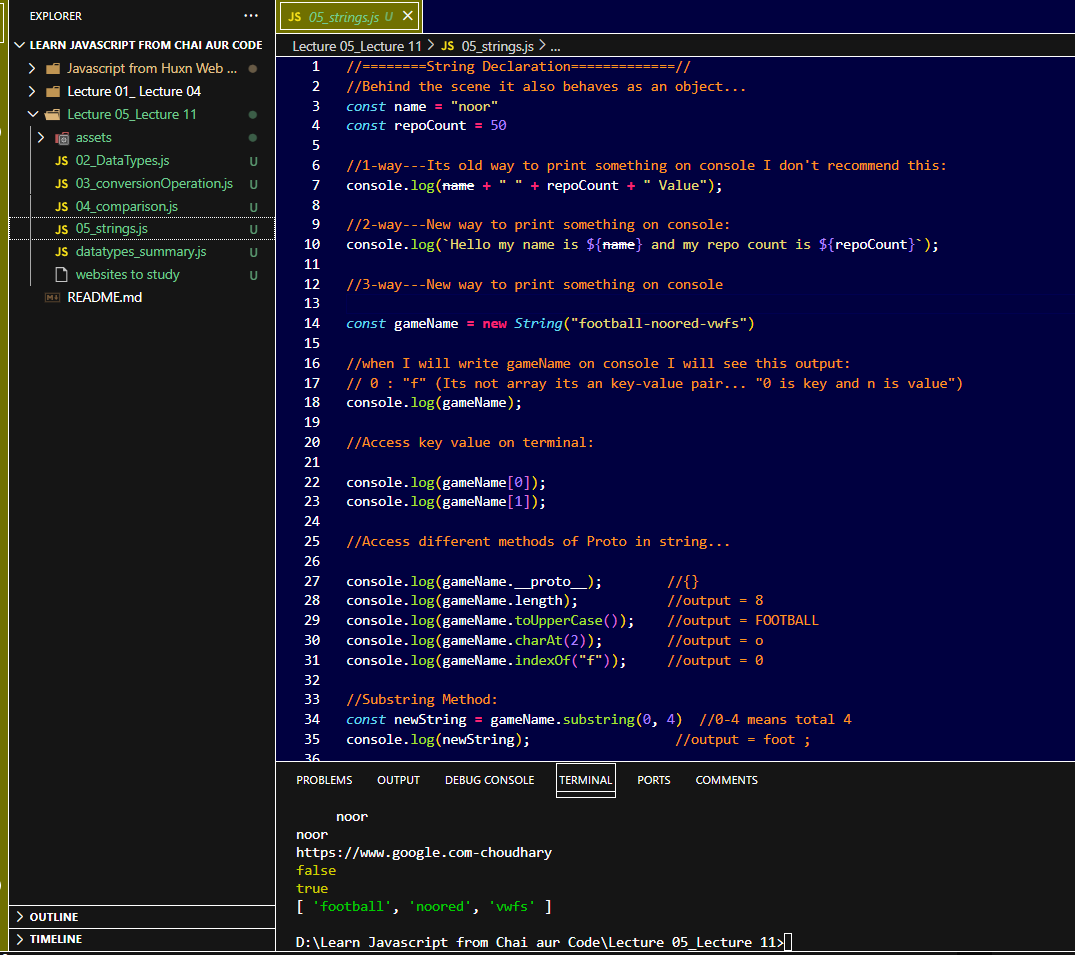 EXPLORER ...
LEARN JAVASCRIPT FROM CHAI AUR CODE
Javascript from Huxn Web ...
Lecture 01_ Lecture 04
Lecture 05_Lecture 11
assets
JS 02_DataTypes.js U
JS 03_conversionOperation.js U
JS 04_comparison.js U
JS 05_strings.js U
JS datatypes_summary.js U
websites to study U
README.md
OUTLINE
TIMELINE
JS 05_strings.js U
Lecture 05_Lecture 11 > JS 05_strings.js > ...
1 //========String Declaration=============//
2 //Behind the scene it also behaves as an object...
3 const name = "noor"
4 const repoCount = 50
5
6 //1-way---Its old way to print something on console I don't recommend this:
7 console.log(name + " " + repoCount + " Value");
8
9 //2-way---New way to print something on console:
10 console.log(`Hello my name is ${name} and my repo count is ${repoCount}`);
11
12 //3-way---New way to print something on console
13
14 const gameName = new String("football-noored-vwfs")
15
16 //when I will write gameName on console I will see this output:
17 // 0 : "f" (Its not array its an key-value pair... "0 is key and n is value")
18 console.log(gameName);
19
20 //Access key value on terminal:
21
22 console.log(gameName[0]);
23 console.log(gameName[1]);
24
25 //Access different methods of Proto in string...
26
27 console.log(gameName.__proto__); //{}
28 console.log(gameName.length); //output = 8
29 console.log(gameName.toUpperCase()); //output = FOOTBALL
30 console.log(gameName.charAt(2)); //output = o
31 console.log(gameName.indexOf("f")); //output = 0
32
33 //Substring Method:
34 const newString = gameName.substring(0, 4) //0-4 means total 4
35 console.log(newString); //output = foot ;
36
PROBLEMS OUTPUT DEBUG CONSOLE TERMINAL PORTS COMMENTS
noor
noor
https://www.google.com-choudhary
false
true
[ 'football', 'noored', 'vwfs' ]
D:\Learn Javascript from Chai aur Code\Lecture 05_Lecture 11>